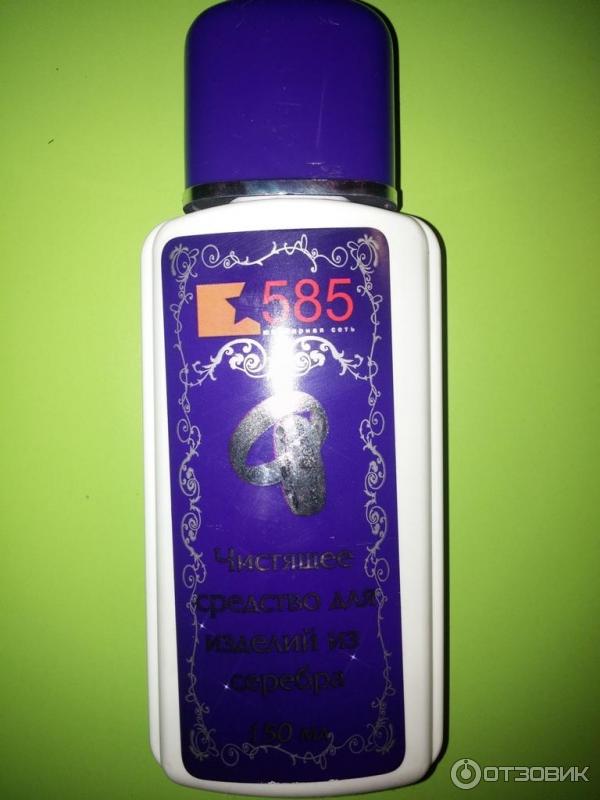 585
ювелирная сеть
Чистящее
средство для
изделий из
серебра
150 мл
ОТЗОВИК